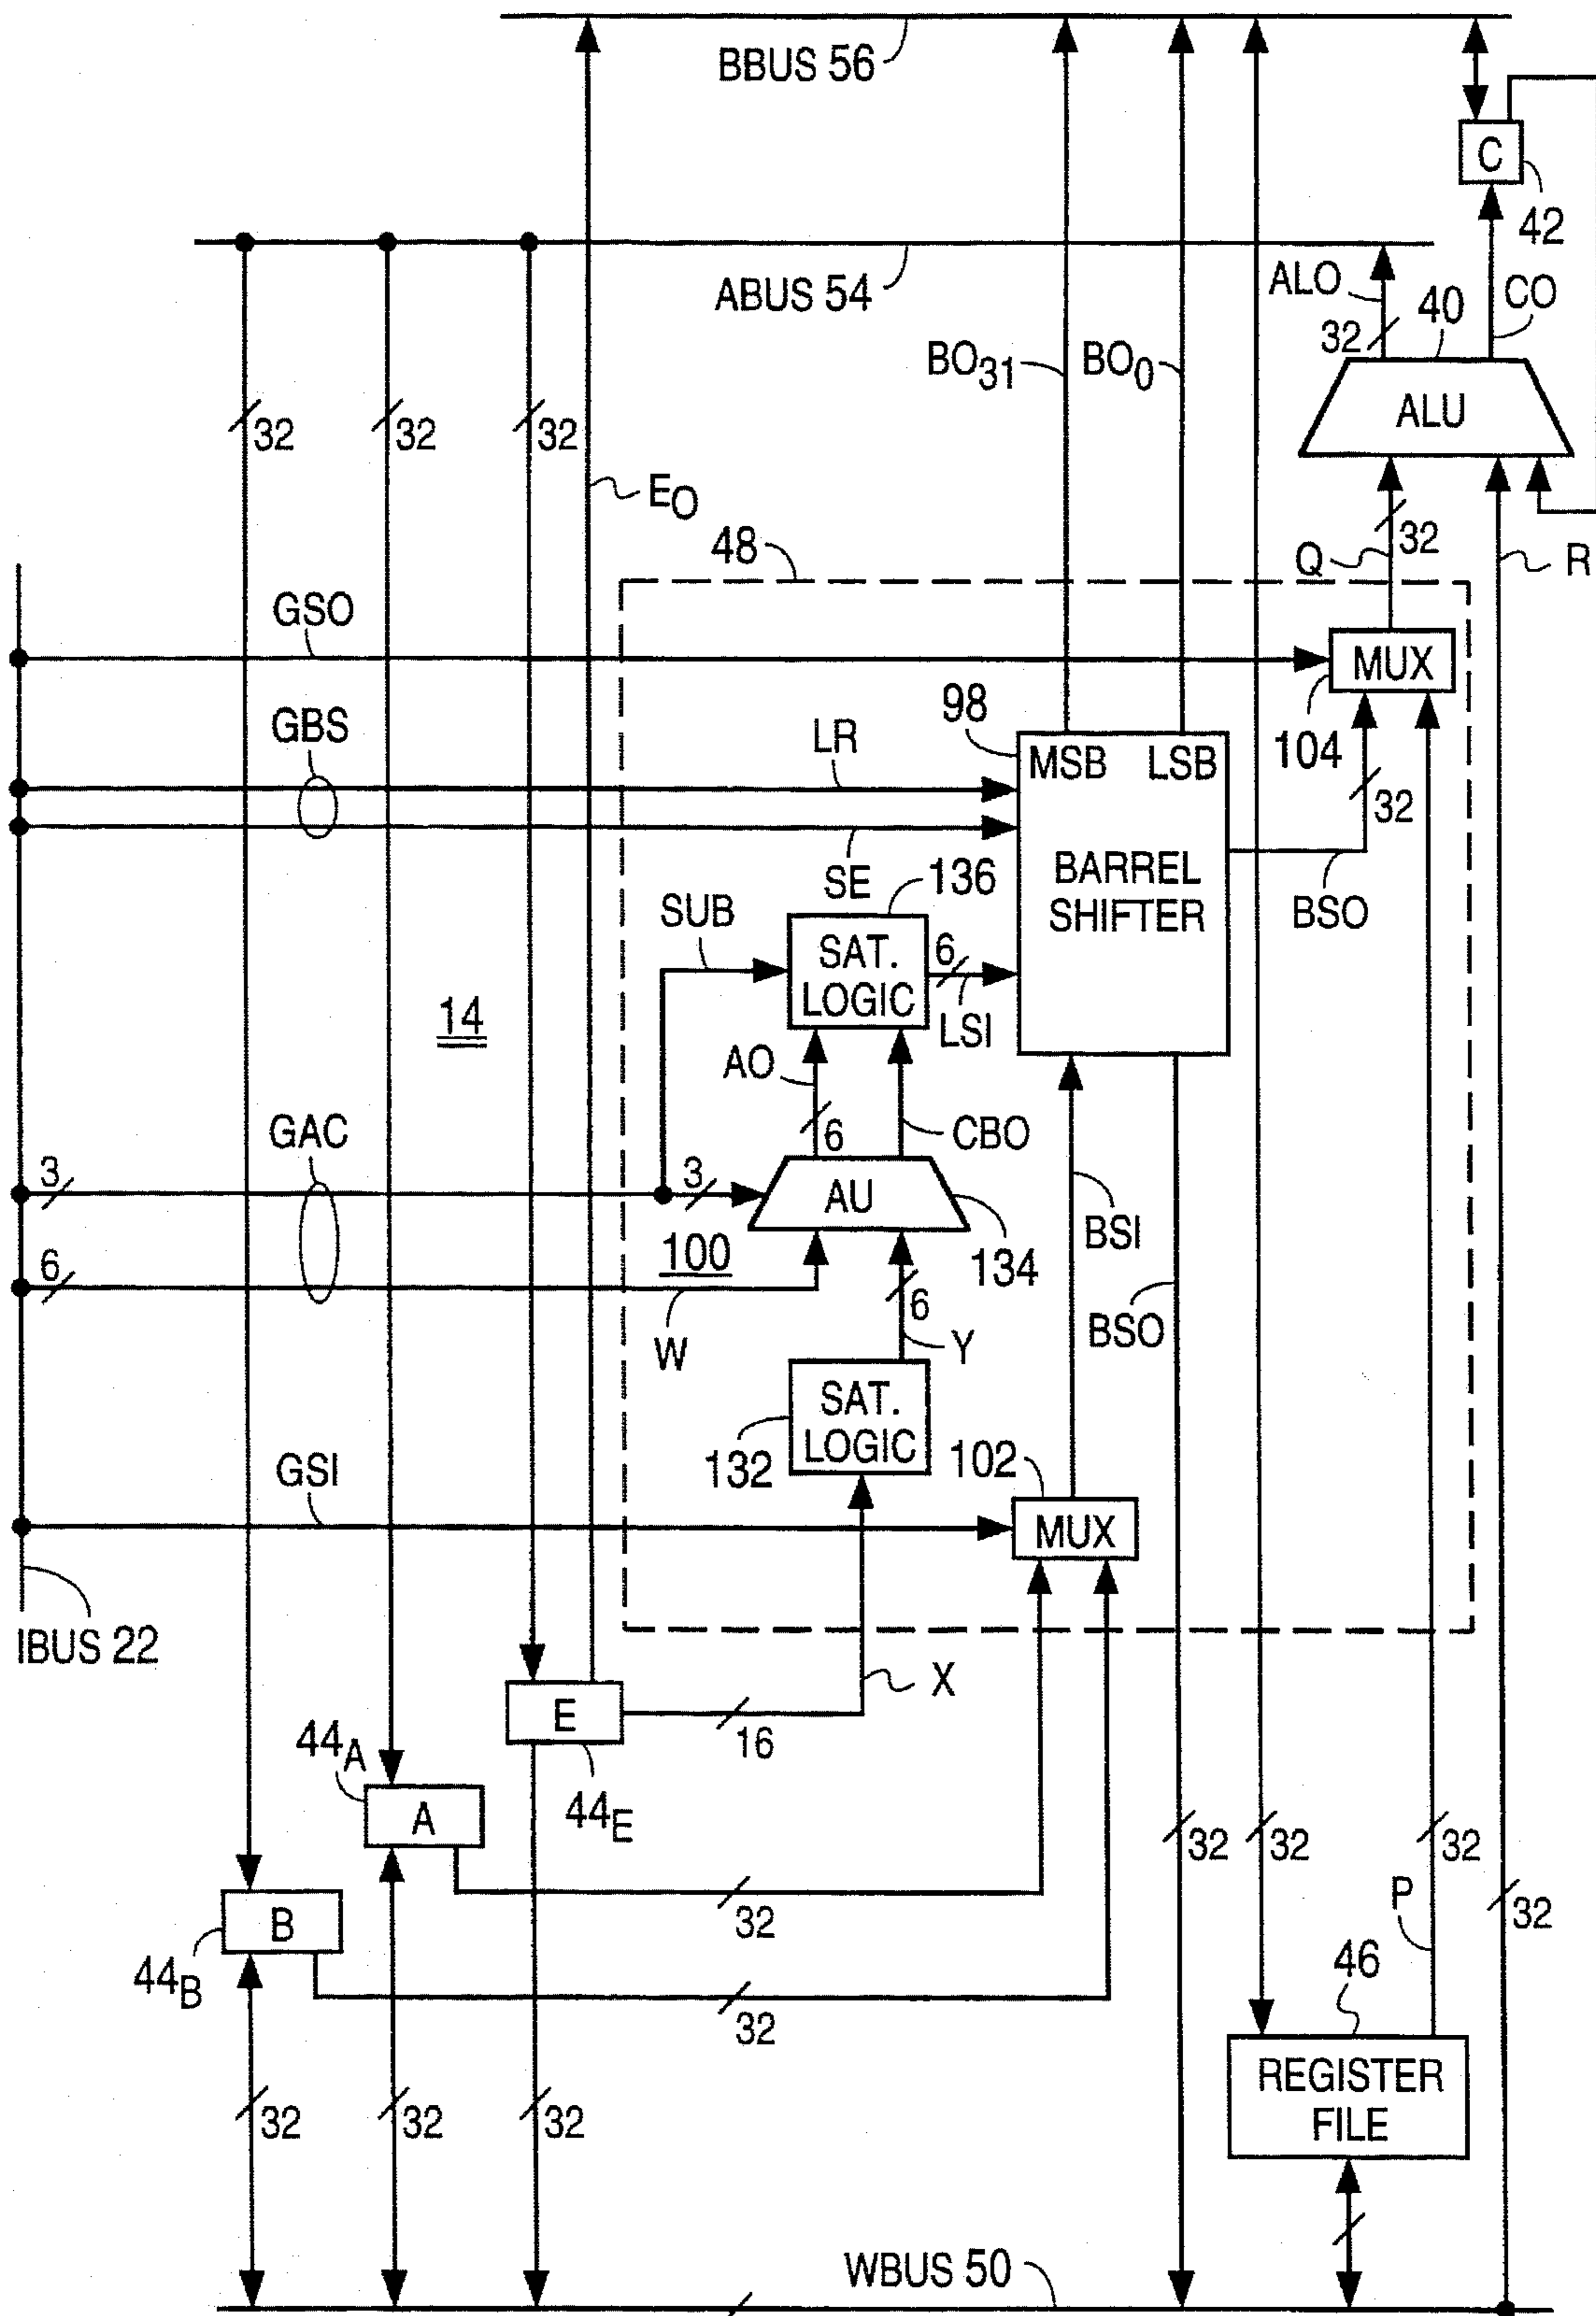 BBUS 56
C
42
ABUS 54
ALO
32
40
CO
BO31
BO0
ALU
32
32
32
EO
48
Q
32
R
GSO
MUX
104
GBS
LR
98
MSB
LSB
32
SE
136
BARREL
SHIFTER
BSO
SUB
SAT.
LOGIC
6
LSI
14
AO
6
CBO
GAC
3
3
AU
134
BSI
6
100
6
BSO
W
Y
SAT.
LOGIC
132
102
GSI
MUX
IBUS 22
X
E
16
44A
44E
A
32
32
32
P
32
32
B
44B
32
46
REGISTER
FILE
32
32
32
WBUS 50